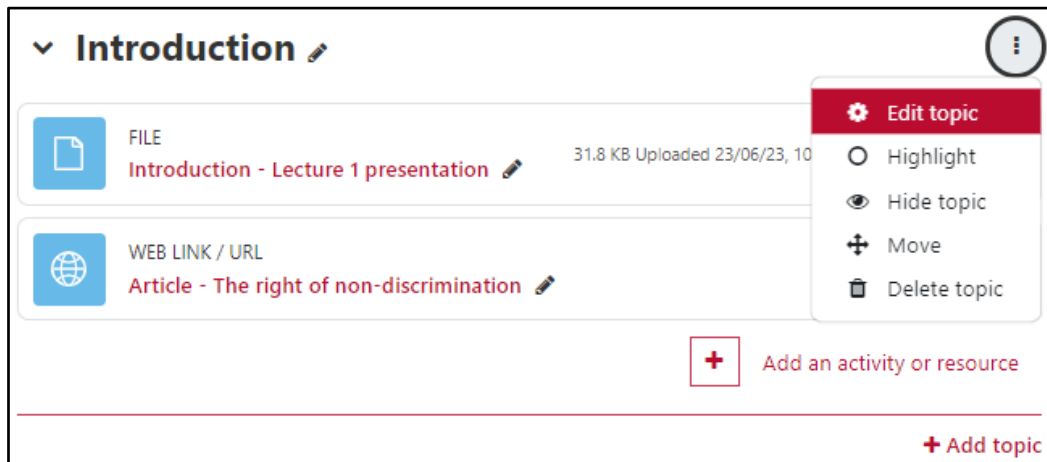 Introduction
Edit topic
FILE
Introduction - Lecture 1 presentation
31.8 KB Uploaded 23/06/23, 10
Highlight
Hide topic
WEB LINK / URL
Article - The right of non-discrimination
Move
Delete topic
+ Add an activity or resource
+ Add topic